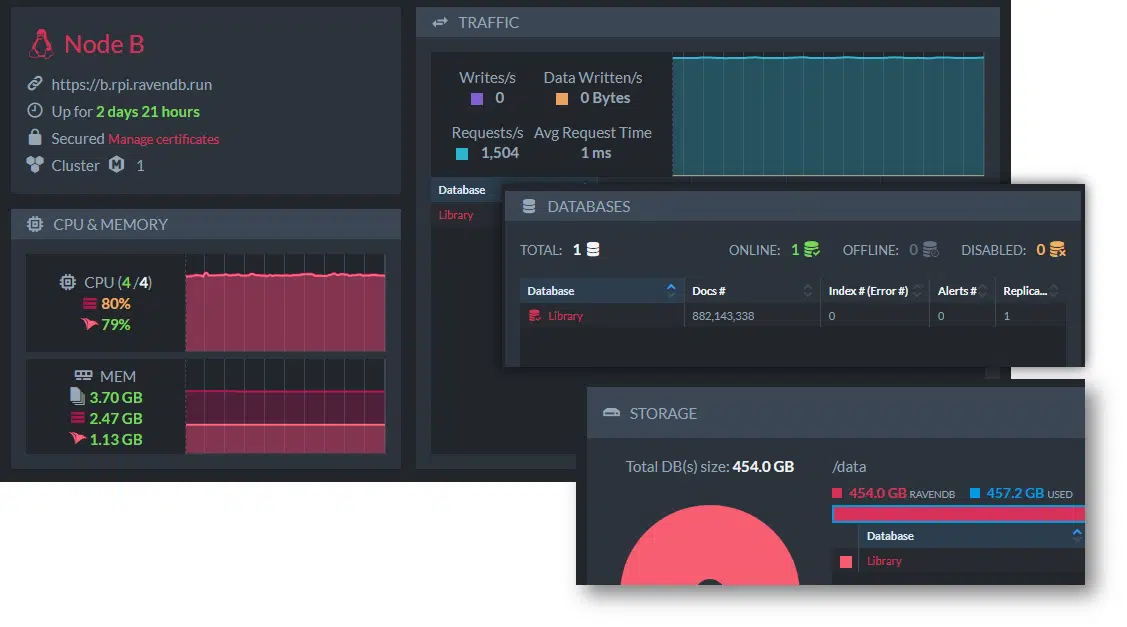 Node B
https://b.rpi.ravendb.run
Up for 2 days 21 hours
Secured Manage certificates
Cluster M 1
CPU & MEMORY
CPU (4 /4)
80%
79%
MEM
3.70 GB
2.47 GB
1.13 GB
TRAFFIC
Writes/s Data Written/s
0 0 Bytes
Requests/s Avg Request Time
1,504 1 ms
Database
Library
DATABASES
TOTAL: 1 ONLINE: 1 OFFLINE: 0 DISABLED: 0
Database Docs # Index # (Error #) Alerts # Replica...
Library 882,143,338 0 0 1
STORAGE
Total DB(s) size: 454.0 GB /data
454.0 GB RAVENDB 457.2 GB USED
Database
Library